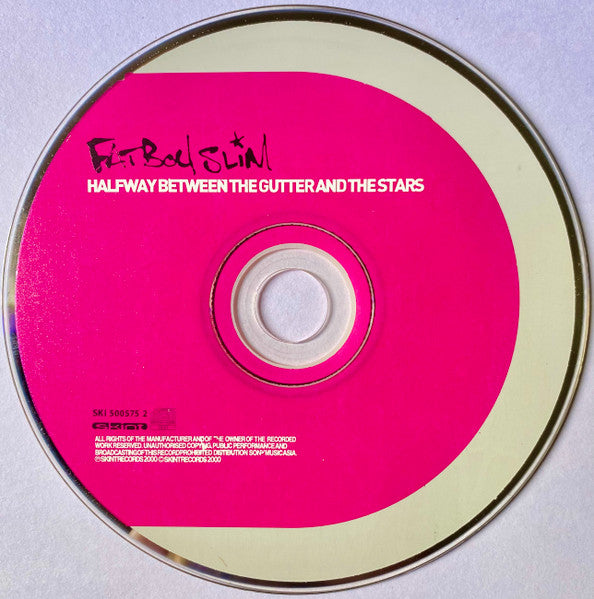 FATBOY SLIM
HALFWAY BETWEEN THE GUTTER AND THE STARS
SKI 500575 2
skint
ALL RIGHTS OF THE MANUFACTURER AND OF THE OWNER OF THE RECORDED
WORK RESERVED. UNAUTHORISED COPYING, PUBLIC PERFORMANCE AND
BROADCASTING OF THIS RECORD PROHIBITED DISTIBUTION SONY MUSIC ASIA.
℗ SKINT RECORDS 2000 © SKINT RECORDS 2000